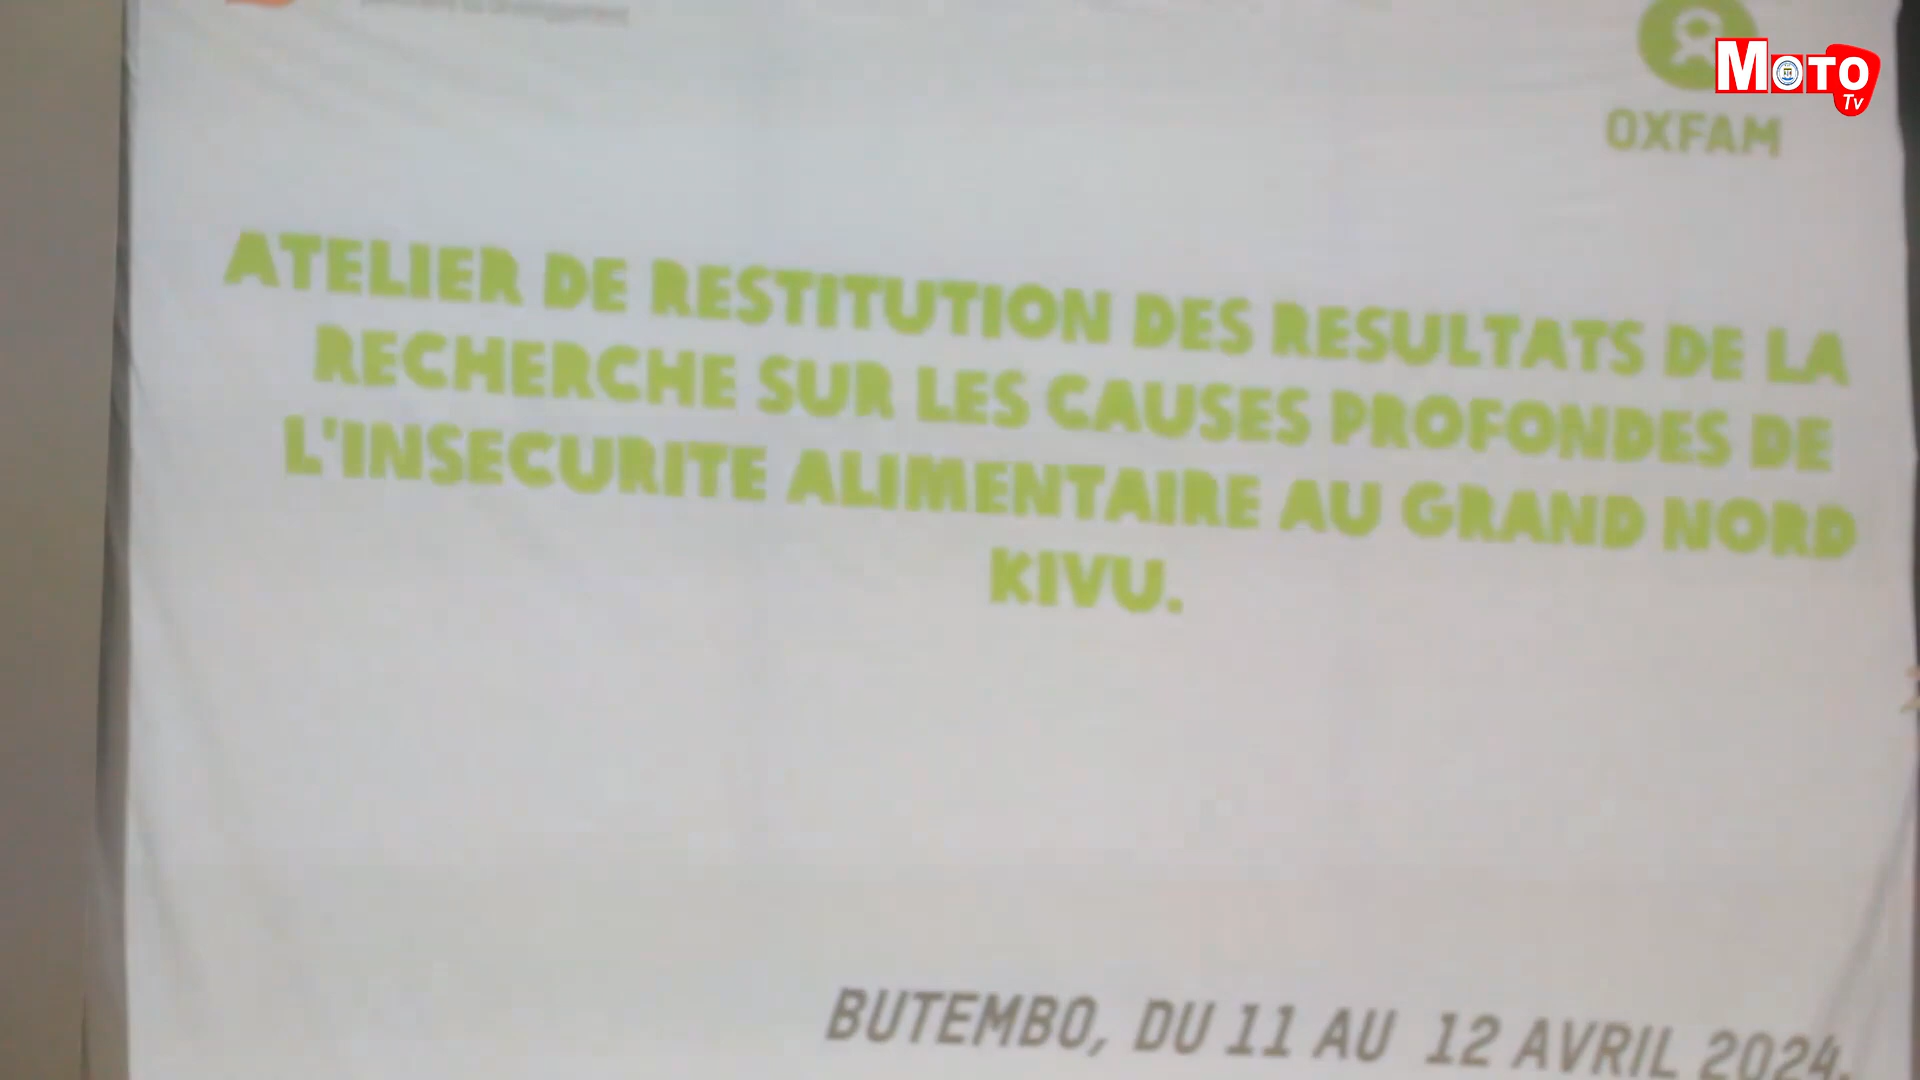 MOTO
Tv
OXFAM
ATELIER DE RESTITUTION DES RESULTATS DE LA
RECHERCHE SUR LES CAUSES PROFONDES DE
L'INSECURITE ALIMENTAIRE AU GRAND NORD
KIVU.
BUTEMBO, DU 11 AU 12 AVRIL 2024.